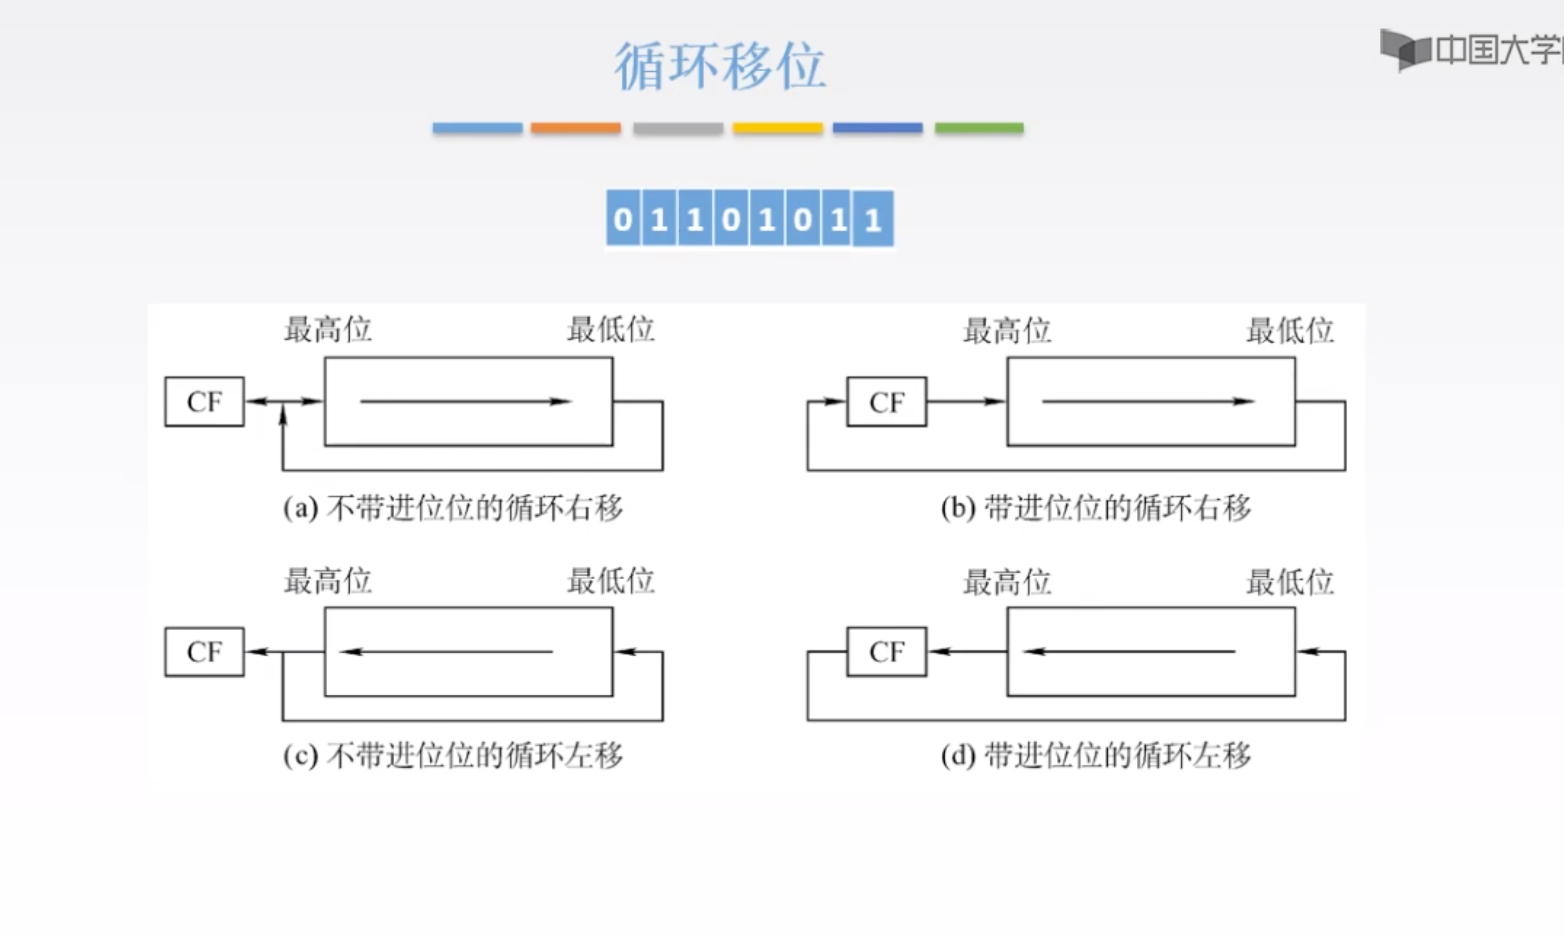 循环移位
中国大学
0 1 1 0 1 0 1 1
最高位 最低位 最高位 最低位
CF CF
(a) 不带进位位的循环右移 (b) 带进位位的循环右移
最高位 最低位 最高位 最低位
CF CF
(c) 不带进位位的循环左移 (d) 带进位位的循环左移